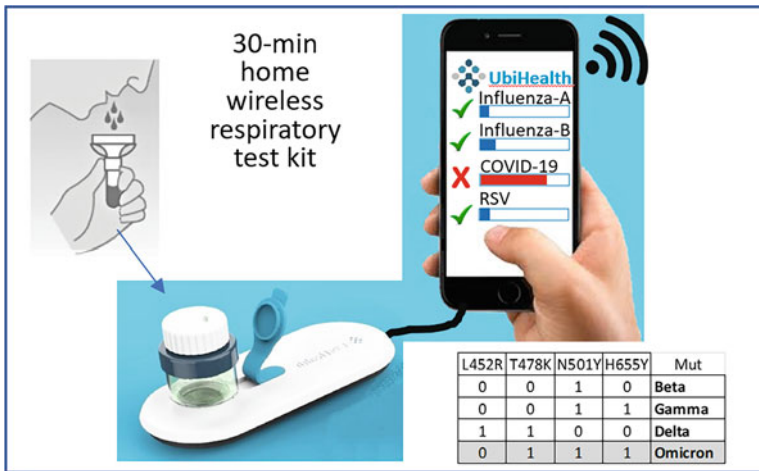 30-min
home
wireless
respiratory
test kit
UbiHealth
Influenza-A
Influenza-B
COVID-19
RSV
L452R T478K N501Y H655Y Mut
0 0 1 0 Beta
0 0 1 1 Gamma
1 1 0 0 Delta
0 1 1 1 Omicron